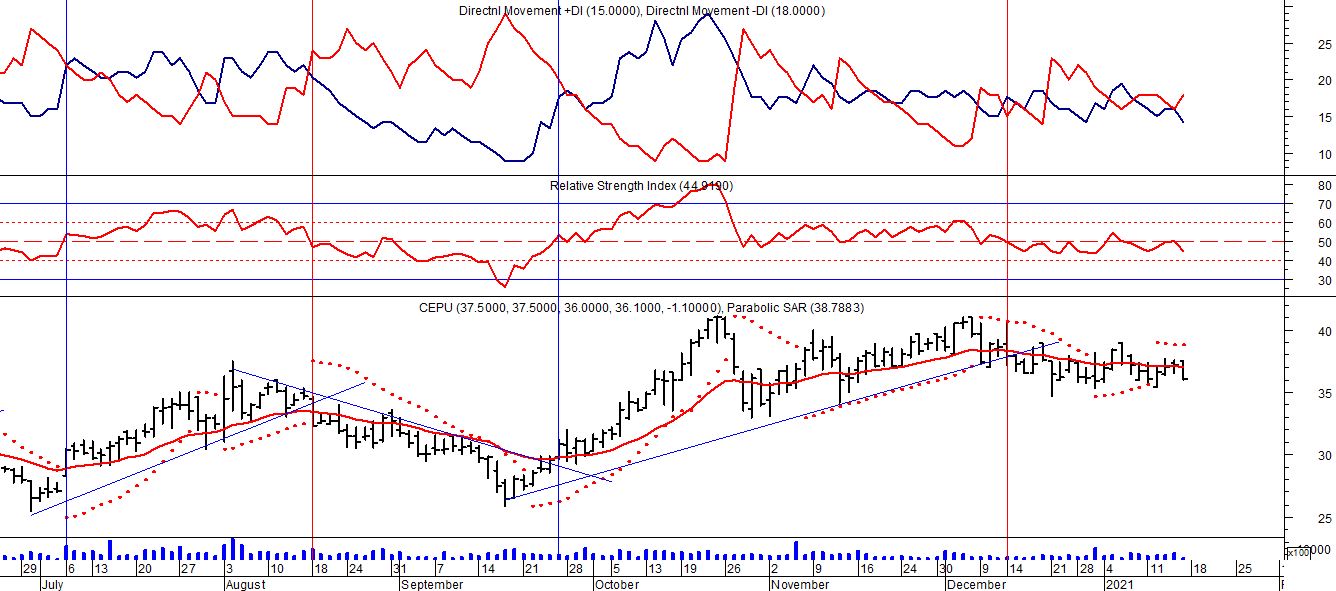 Directnl Movement +DI (15.0000), Directnl Movement -DI (18.0000)
25
20
15
10
Relative Strength Index (44.9190)
80
70
60
50
40
30
CEPU (37.5000, 37.5000, 36.0000, 36.1000, -1.10000), Parabolic SAR (38.7883)
40
35
30
25
x100
29 6 13 20 27 3 10 18 24 31 7 14 21 28 5 13 19 26 2 9 16 24 30 9 14 21 28 4 11 18 25
July August September October November December 2021